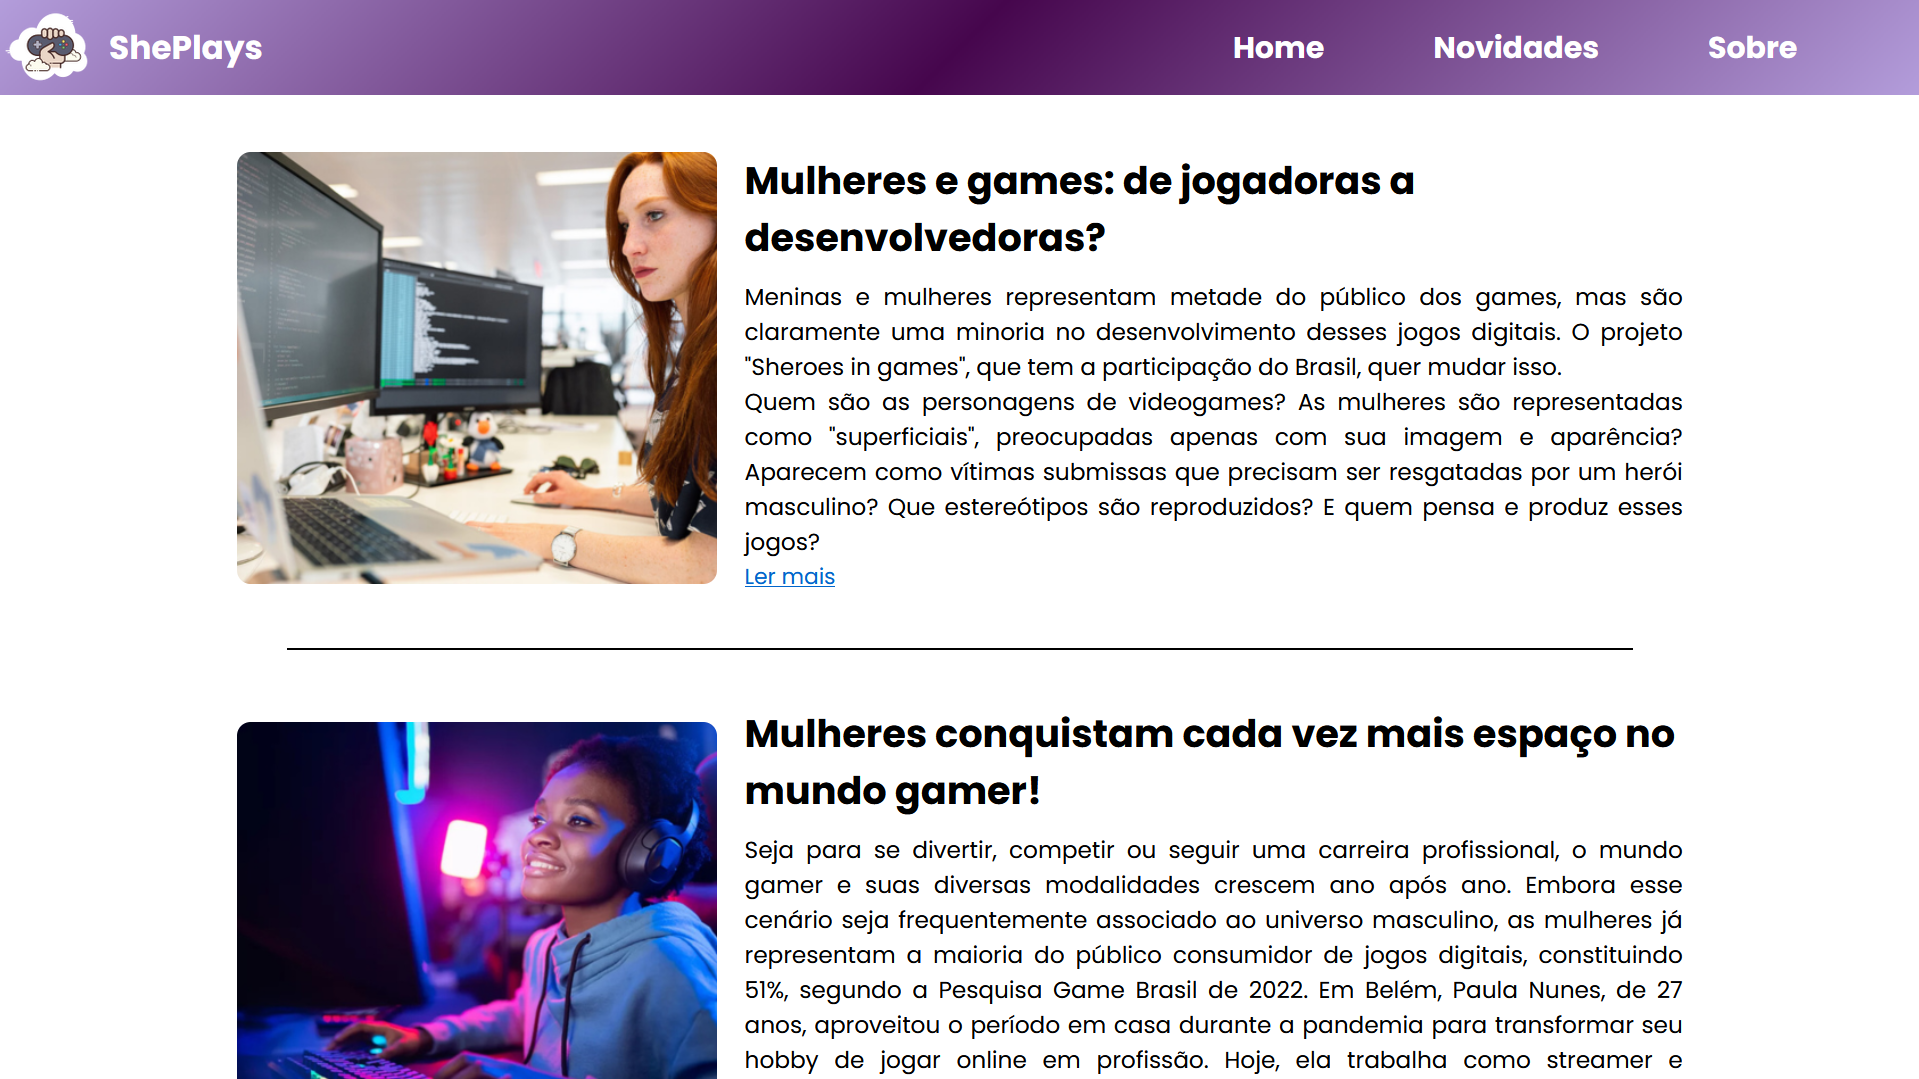 ShePlays
Home
Novidades
Sobre
Mulheres e games: de jogadoras a
desenvolvedoras?
Meninas e mulheres representam metade do público dos games, mas são
claramente uma minoria no desenvolvimento desses jogos digitais. O projeto
"Sheroes in games", que tem a participação do Brasil, quer mudar isso.
Quem são as personagens de videogames? As mulheres são representadas
como "superficiais", preocupadas apenas com sua imagem e aparência?
Aparecem como vítimas submissas que precisam ser resgatadas por um herói
masculino? Que estereótipos são reproduzidos? E quem pensa e produz esses
jogos?
Ler mais
Mulheres conquistam cada vez mais espaço no
mundo gamer!
Seja para se divertir, competir ou seguir uma carreira profissional, o mundo
gamer e suas diversas modalidades crescem ano após ano. Embora esse
cenário seja frequentemente associado ao universo masculino, as mulheres já
representam a maioria do público consumidor de jogos digitais, constituindo
51%, segundo a Pesquisa Game Brasil de 2022. Em Belém, Paula Nunes, de 27
anos, aproveitou o período em casa durante a pandemia para transformar seu
hobby de jogar online em profissão. Hoje, ela trabalha como streamer e